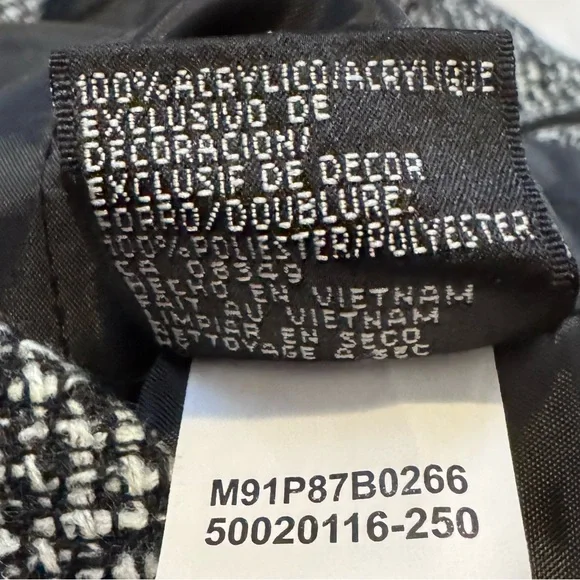 100% ACRYLICO/ACRYLIQUE
EXCLUSIVO DE
DECORACION/
EXCLUSIF DE DECOR
FORRO/DOUBLURE:
100% POLIESTER/POLYESTER
CA 06349
HECHO EN VIETNAM
FAIT AU VIETNAM
LIMPIAR EN SECO
NETTOYAGE A SEC
M91P87B0266
50020116-250